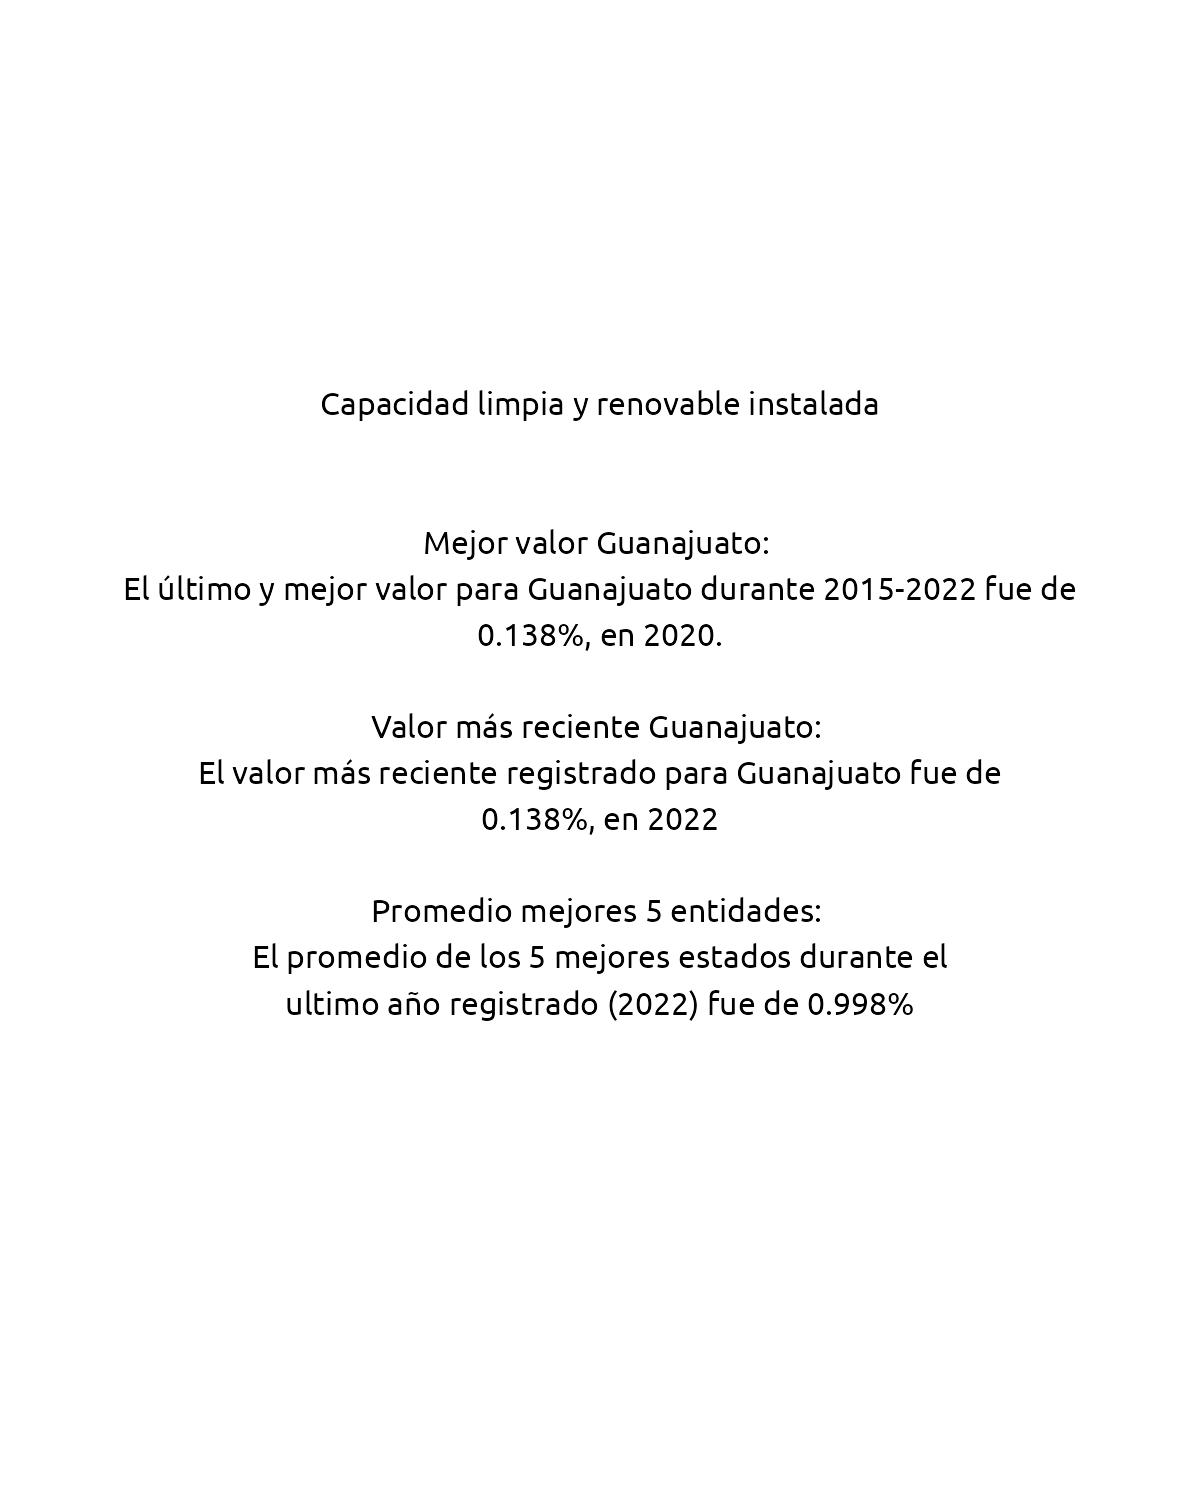 Capacidad limpia y renovable instalada
Mejor valor Guanajuato:
El último y mejor valor para Guanajuato durante 2015-2022 fue de
0.138%, en 2020.
Valor más reciente Guanajuato:
El valor más reciente registrado para Guanajuato fue de
0.138%, en 2022
Promedio mejores 5 entidades:
El promedio de los 5 mejores estados durante el
ultimo año registrado (2022) fue de 0.998%